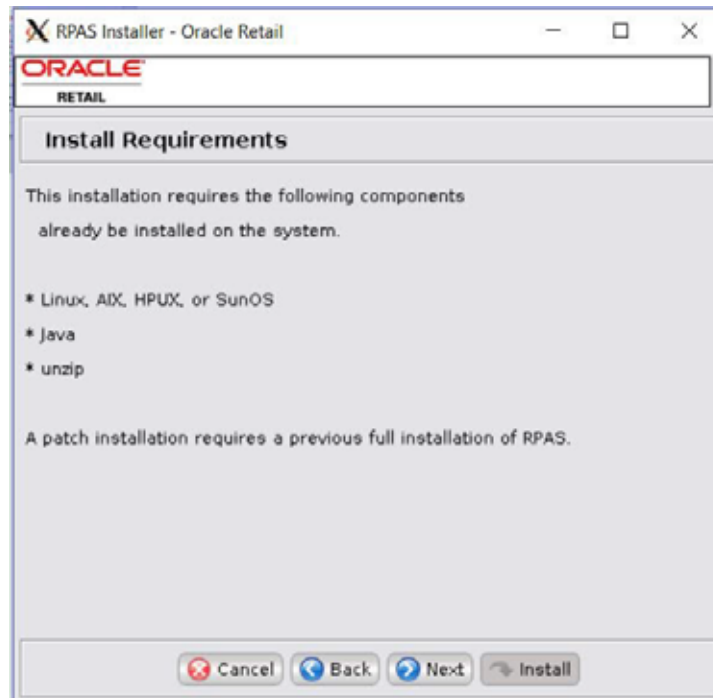 RPAS Installer - Oracle Retail
ORACLE
RETAIL
Install Requirements
This installation requires the following components
already be installed on the system.
* Linux, AIX, HPUX, or SunOS
* Java
* unzip
A patch installation requires a previous full installation of RPAS.
Cancel Back Next Install